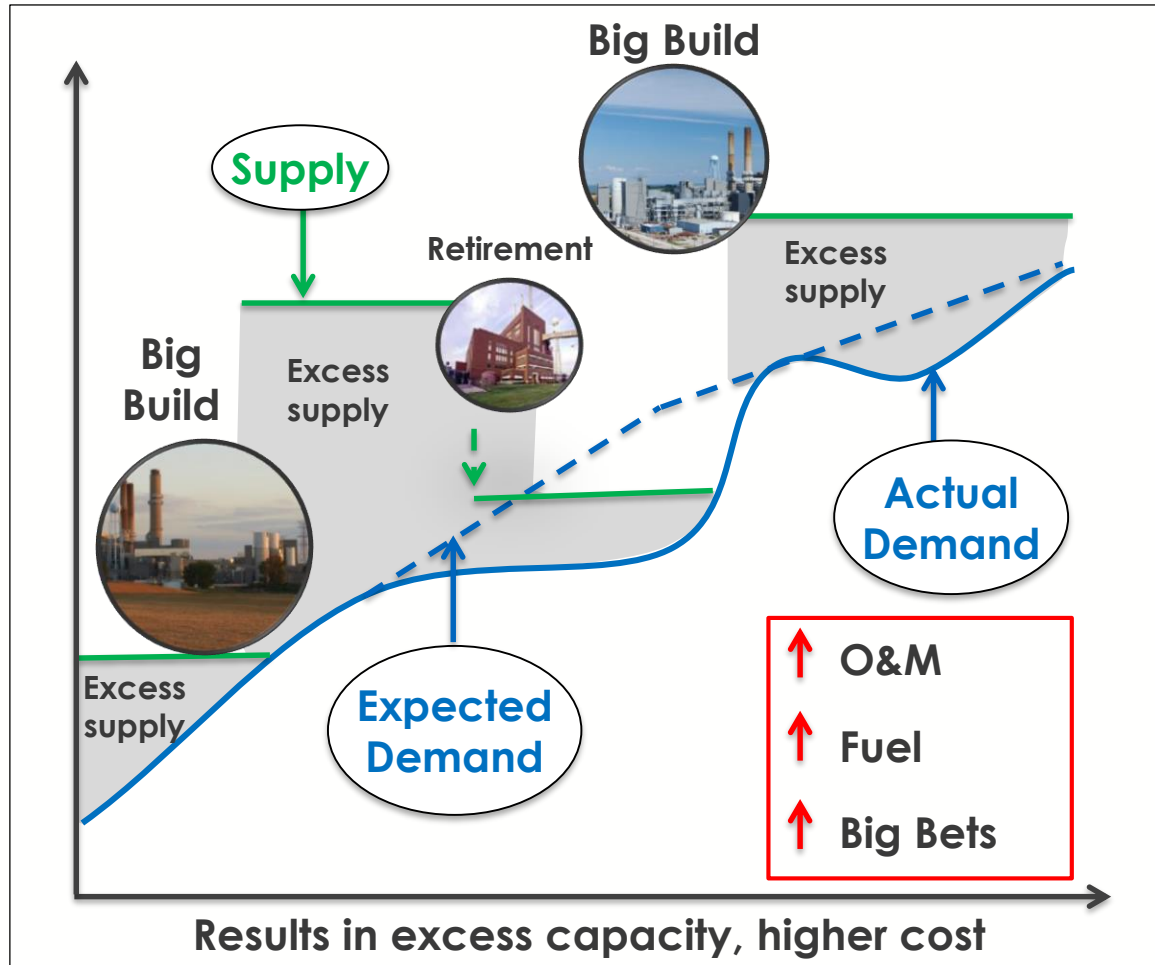 Big Build
Supply
Retirement
Excess
supply
Big
Build
Excess
supply
Actual
Demand
Excess
supply
Expected
Demand
O&M
Fuel
Big Bets
Results in excess capacity, higher cost